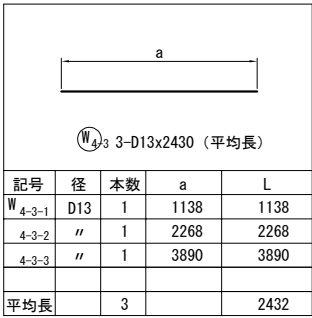 a
W4-3 3-D13x2430（平均長）
記号 径 本数 a L
W4-3-1 D13 1 1138 1138
4-3-2 〃 1 2268 2268
4-3-3 〃 1 3890 3890
平均長 3 2432